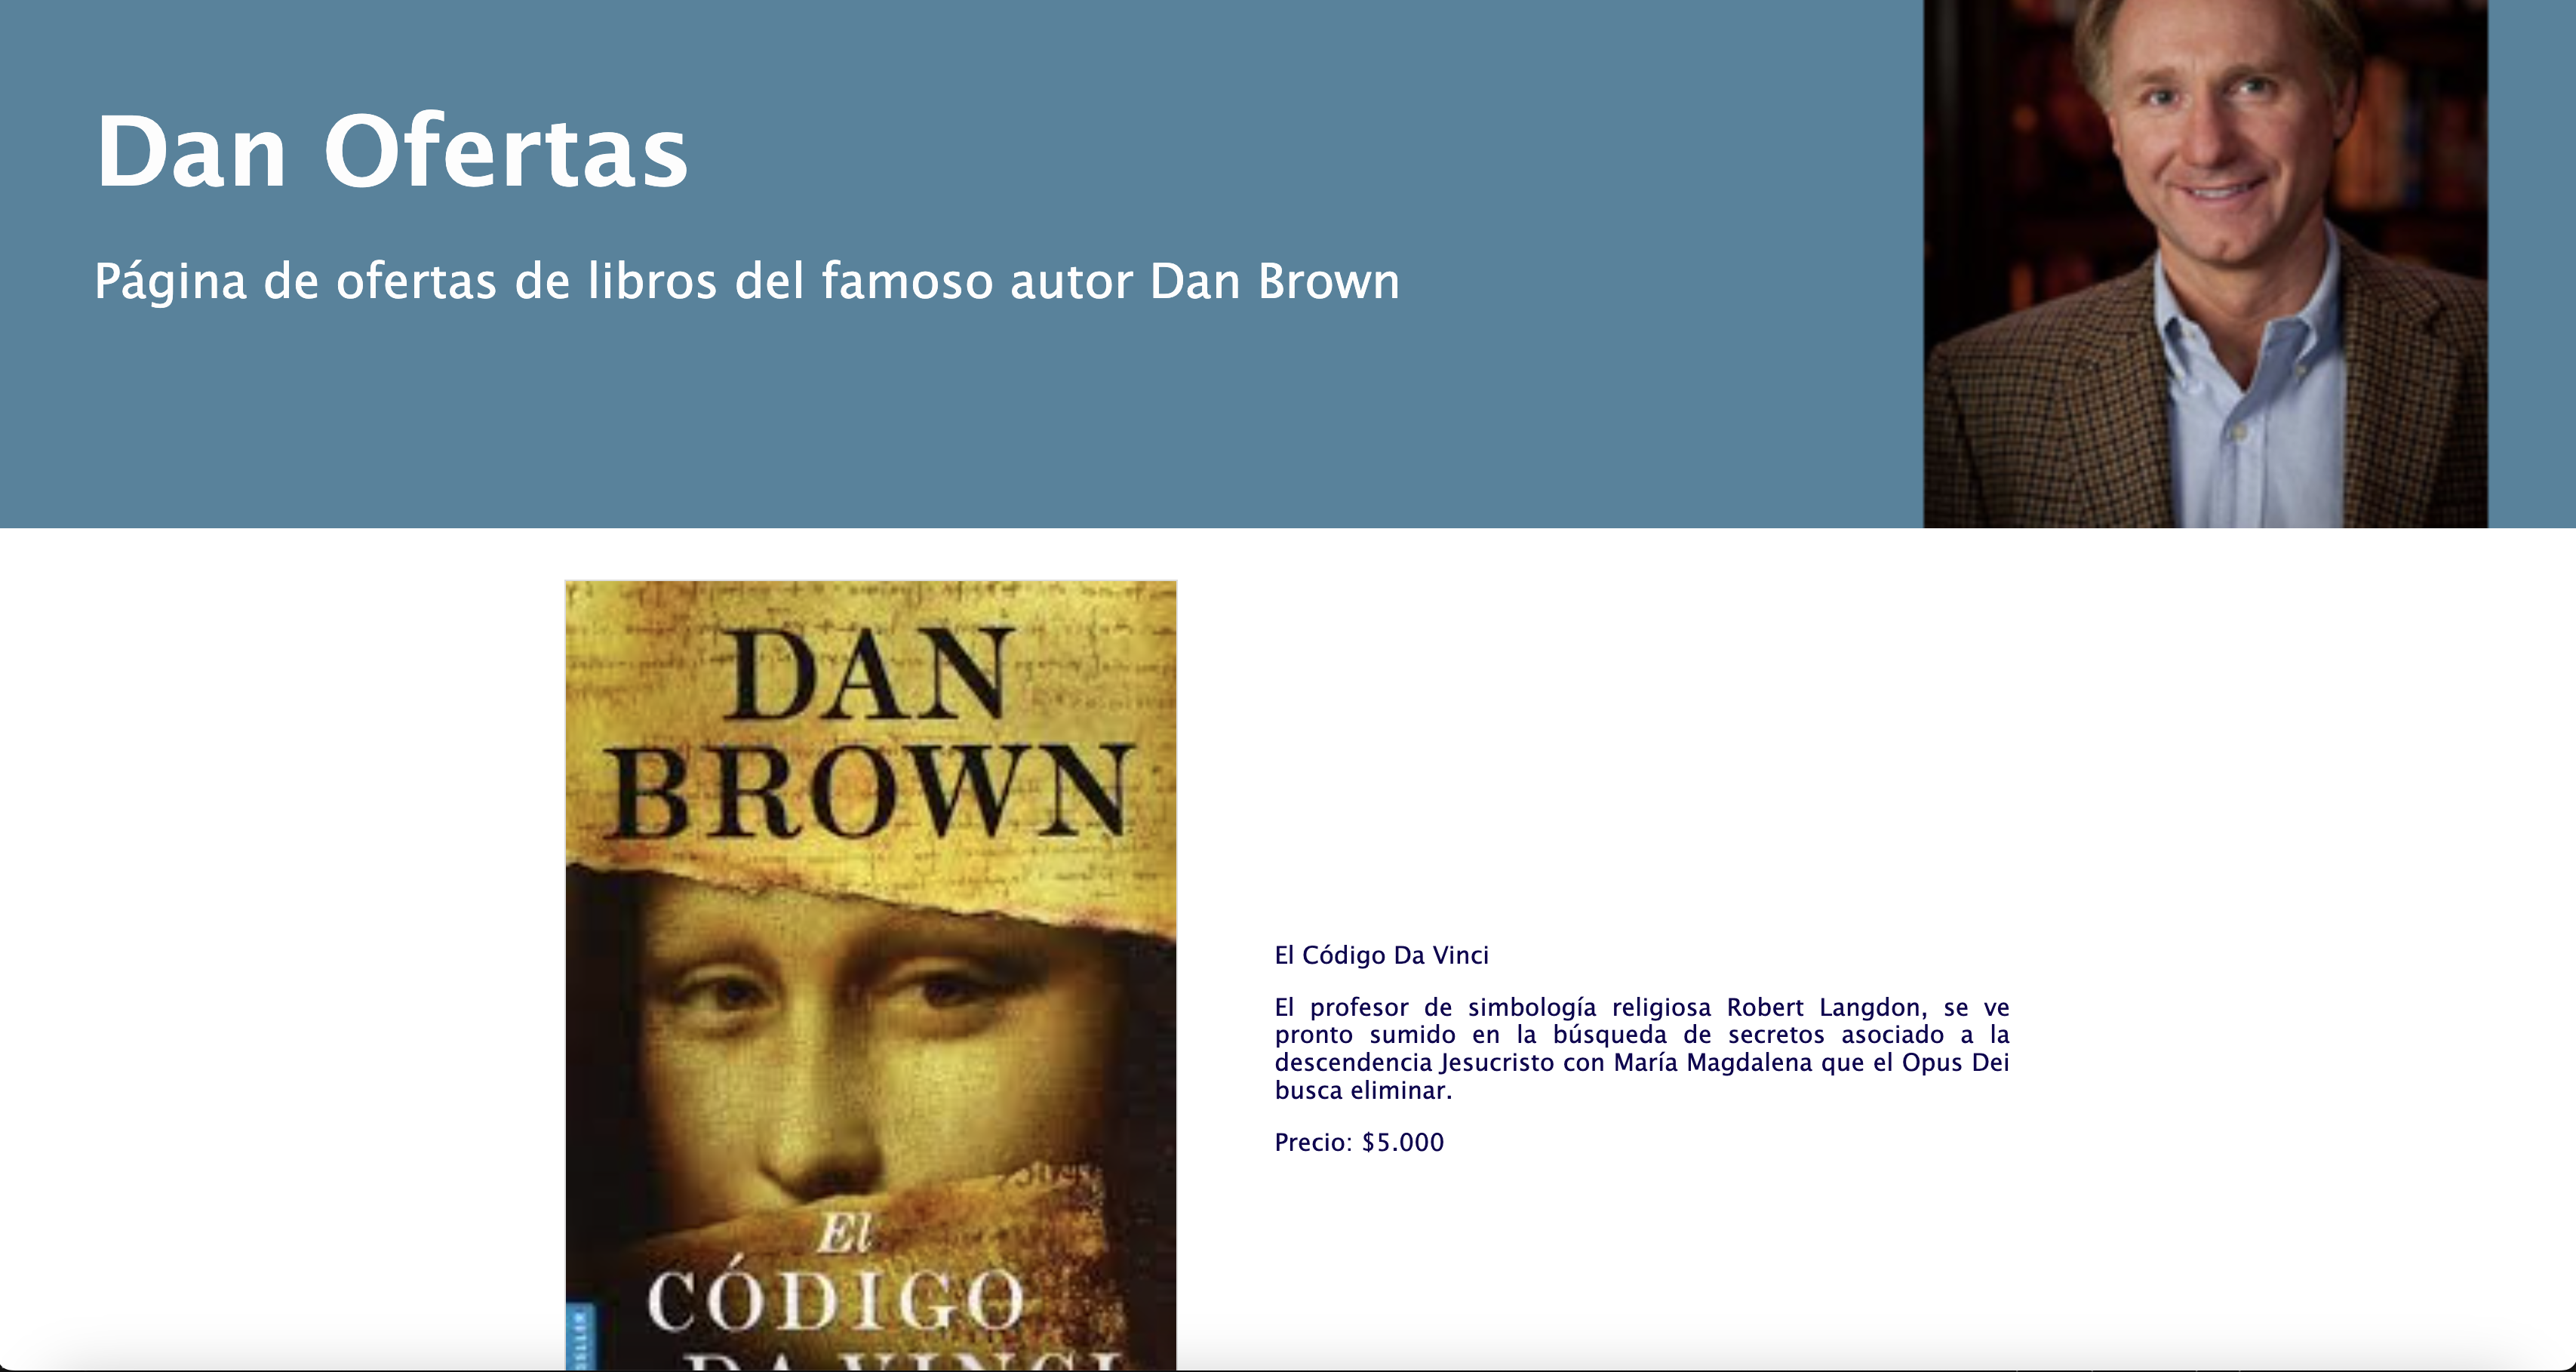 Dan Ofertas
Página de ofertas de libros del famoso autor Dan Brown
DAN
BROWN
El Código Da Vinci
El profesor de simbología religiosa Robert Langdon, se ve
pronto sumido en la búsqueda de secretos asociado a la
descendencia Jesucristo con María Magdalena que el Opus Dei
busca eliminar.
Precio: $5.000
El
CÓDIGO
DA VINCI